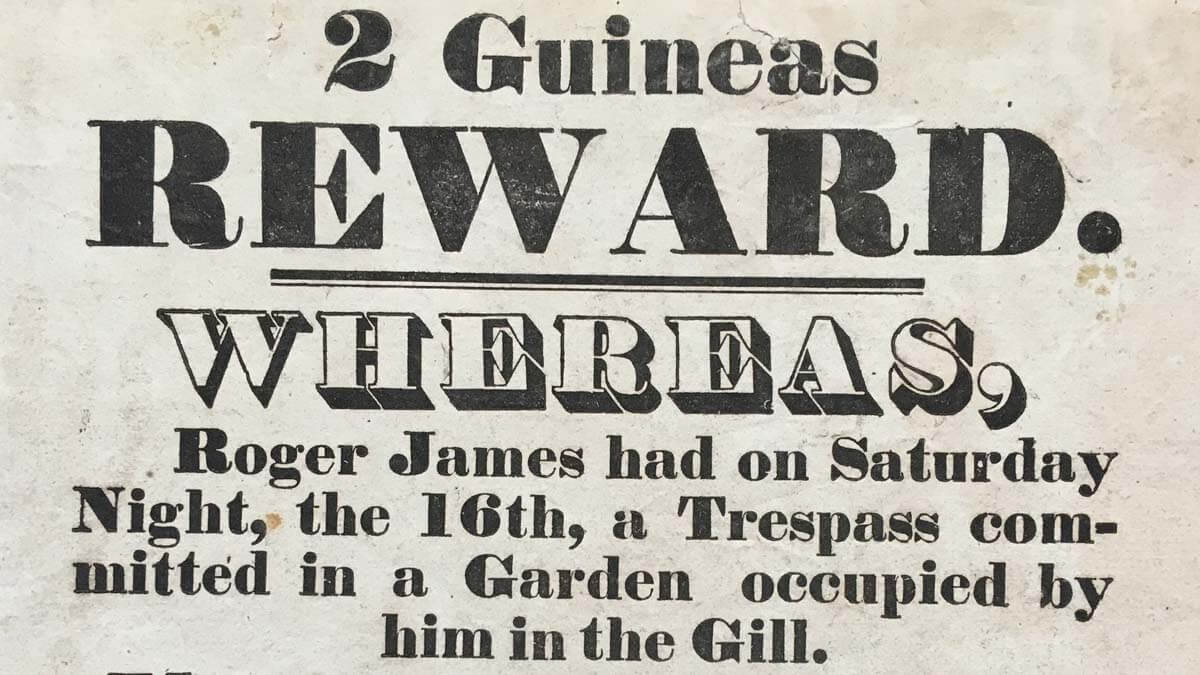 2 Guineas
REWARD.
WHEREAS,
Roger James had on Saturday
Night, the 16th, a Trespass com-
mitted in a Garden occupied by
him in the Gill.